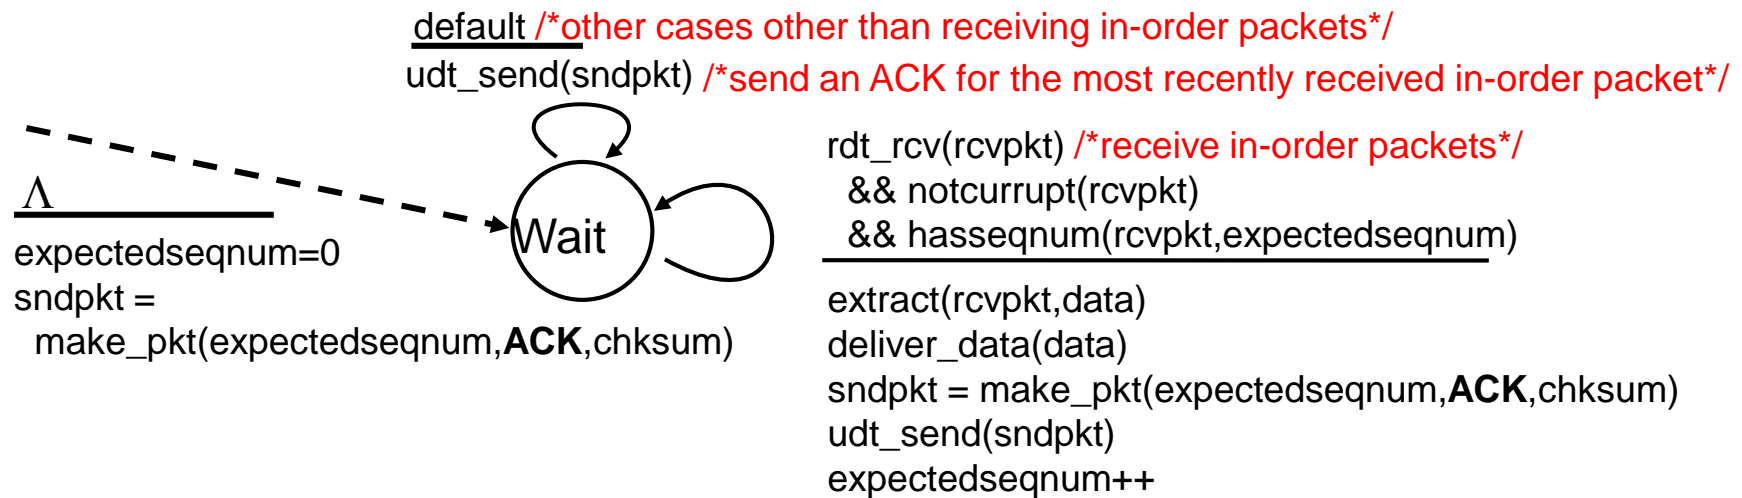 default /*other cases other than receiving in-order packets*/
udt_send(sndpkt) /*send an ACK for the most recently received in-order packet*/
Λ
expectedseqnum=0
sndpkt =
make_pkt(expectedseqnum,ACK,chksum)
Wait
rdt_rcv(rcvpkt) /*receive in-order packets*/
&& notcurrupt(rcvpkt)
&& hasseqnum(rcvpkt,expectedseqnum)
extract(rcvpkt,data)
deliver_data(data)
sndpkt = make_pkt(expectedseqnum,ACK,chksum)
udt_send(sndpkt)
expectedseqnum++